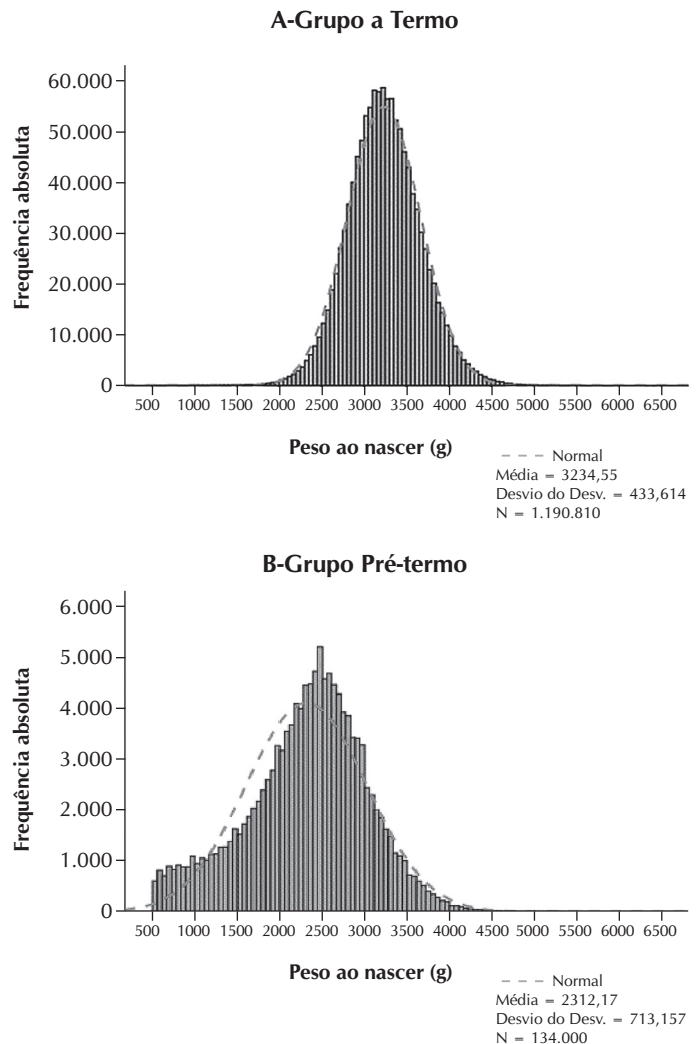 A-Grupo a Termo
60.000
50.000
40.000
30.000
20.000
10.000
0
Frequência absoluta
500 1000 1500 2000 2500 3000 3500 4000 4500 5000 5500 6000 6500
Peso ao nascer (g)
Normal
Média = 3234,55
Desvio do Desv. = 433,614
N = 1.190.810
B-Grupo Pré-termo
6.000
5.000
4.000
3.000
2.000
1.000
0
Frequência absoluta
500 1000 1500 2000 2500 3000 3500 4000 4500 5000 5500 6000 6500
Peso ao nascer (g)
Normal
Média = 2312,17
Desvio do Desv. = 713,157
N = 134.000